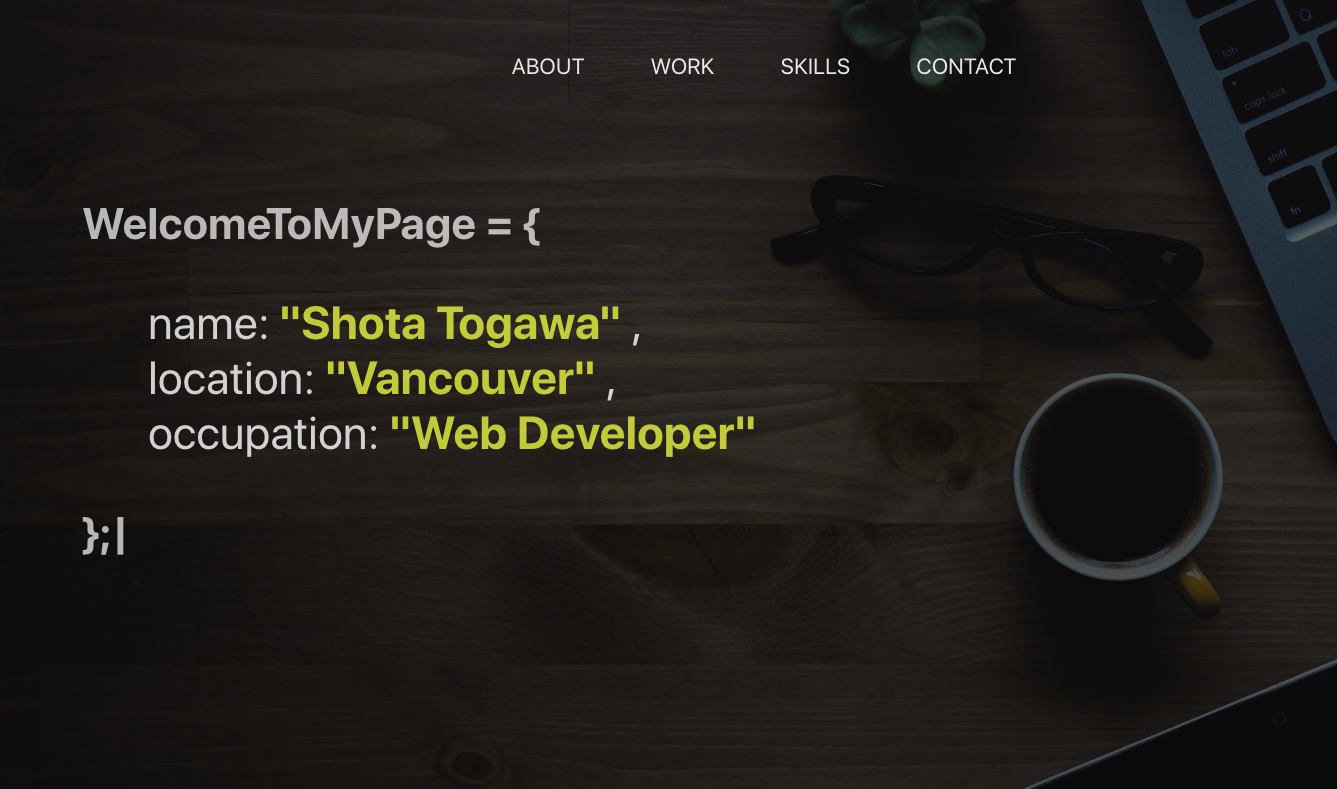 ABOUT WORK SKILLS CONTACT
Q
tab
caps lock
shift
fn
WelcomeToMyPage = {
name: "Shota Togawa" ,
location: "Vancouver" ,
occupation: "Web Developer"
};|